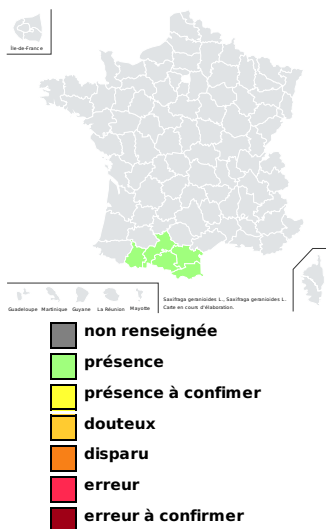 Île-de-France
Guadeloupe Martinique Guyane La Réunion Mayotte
Saxifraga geranioides L., Saxifraga geranioides L.
Carte en cours d'élaboration.
non renseignée
présence
présence à confimer
douteux
disparu
erreur
erreur à confirmer